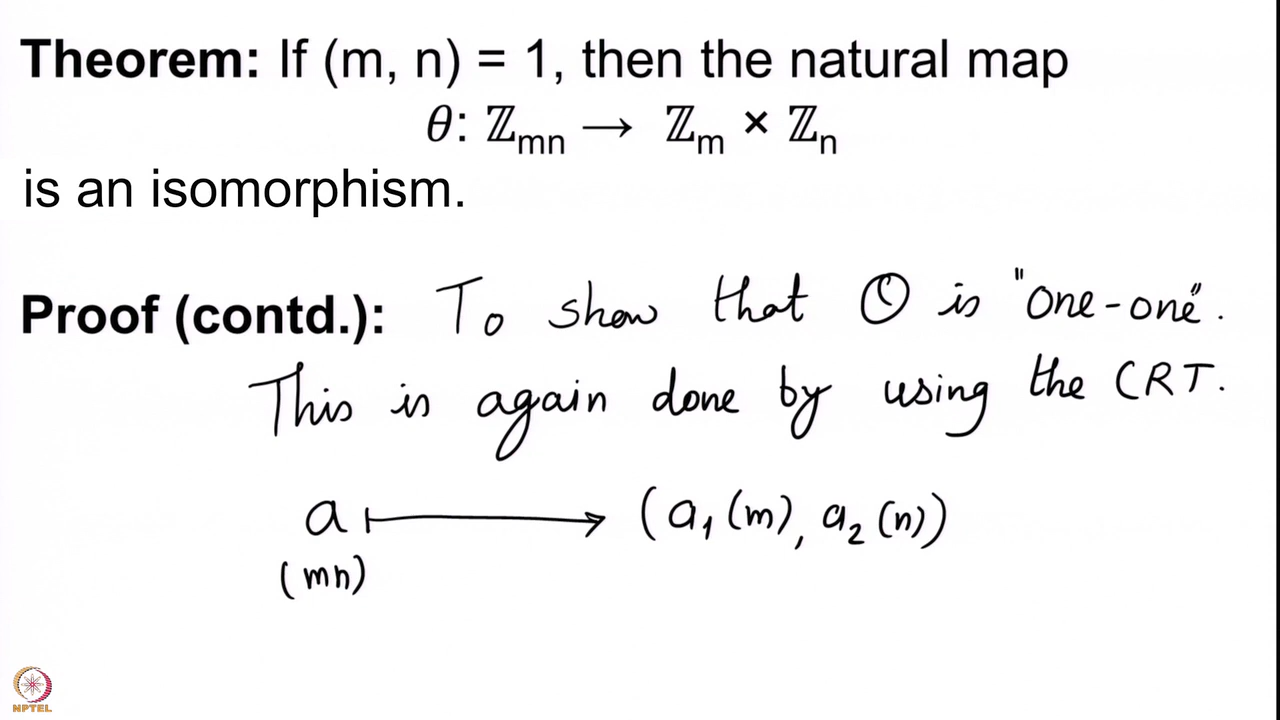 Theorem: If (m, n) = 1, then the natural map
θ: ℤmn → ℤm × ℤn
is an isomorphism.
Proof (contd.): To show that θ is "one-one".
This is again done by using the CRT.
a ↦ (a₁ (m), a₂ (n))
(mn)
NPTEL